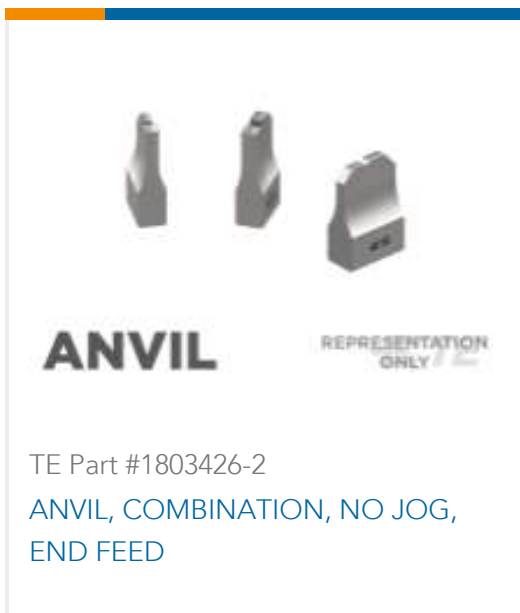 ANVIL
REPRESENTATION
ONLY
TE Part #1803426-2
ANVIL, COMBINATION, NO JOG,
END FEED